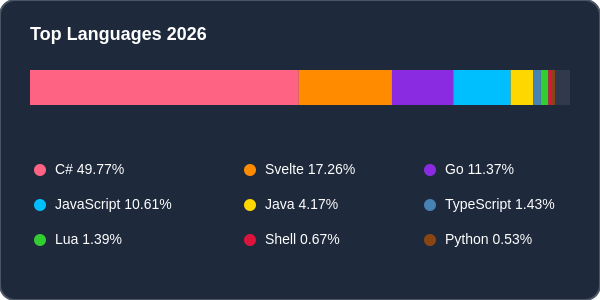 Top Languages 2026
C# 49.77%
Svelte 17.26%
Go 11.37%
JavaScript 10.61%
Java 4.17%
TypeScript 1.43%
Lua 1.39%
Shell 0.67%
Python 0.53%